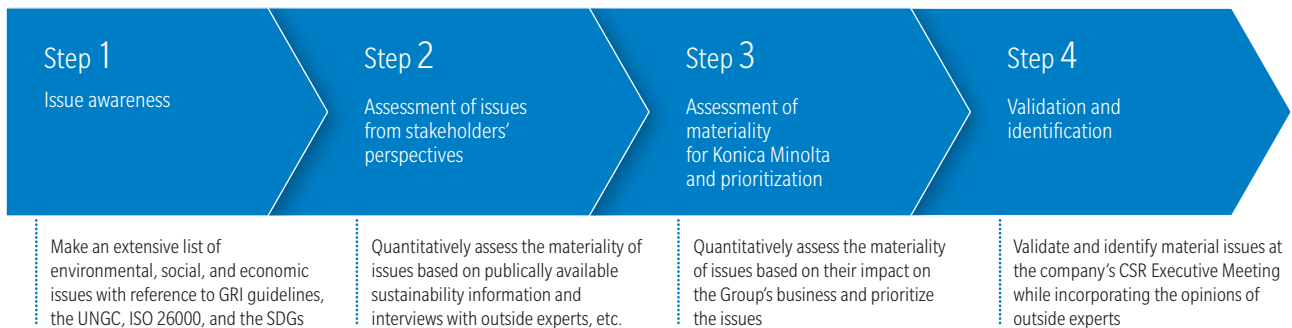 Step 1
Issue awareness
Step 2
Assessment of issues
from stakeholders’
perspectives
Step 3
Assessment of
materiality
for Konica Minolta
and prioritization
Step 4
Validation and
identification
Make an extensive list of
environmental, social, and economic
issues with reference to GRI guidelines,
the UNGC, ISO 26000, and the SDGs
Quantitatively assess the materiality of
issues based on publically available
sustainability information and
interviews with outside experts, etc.
Quantitatively assess the materiality
of issues based on their impact on
the Group’s business and prioritize
the issues
Validate and identify material issues at
the company’s CSR Executive Meeting
while incorporating the opinions of
outside experts